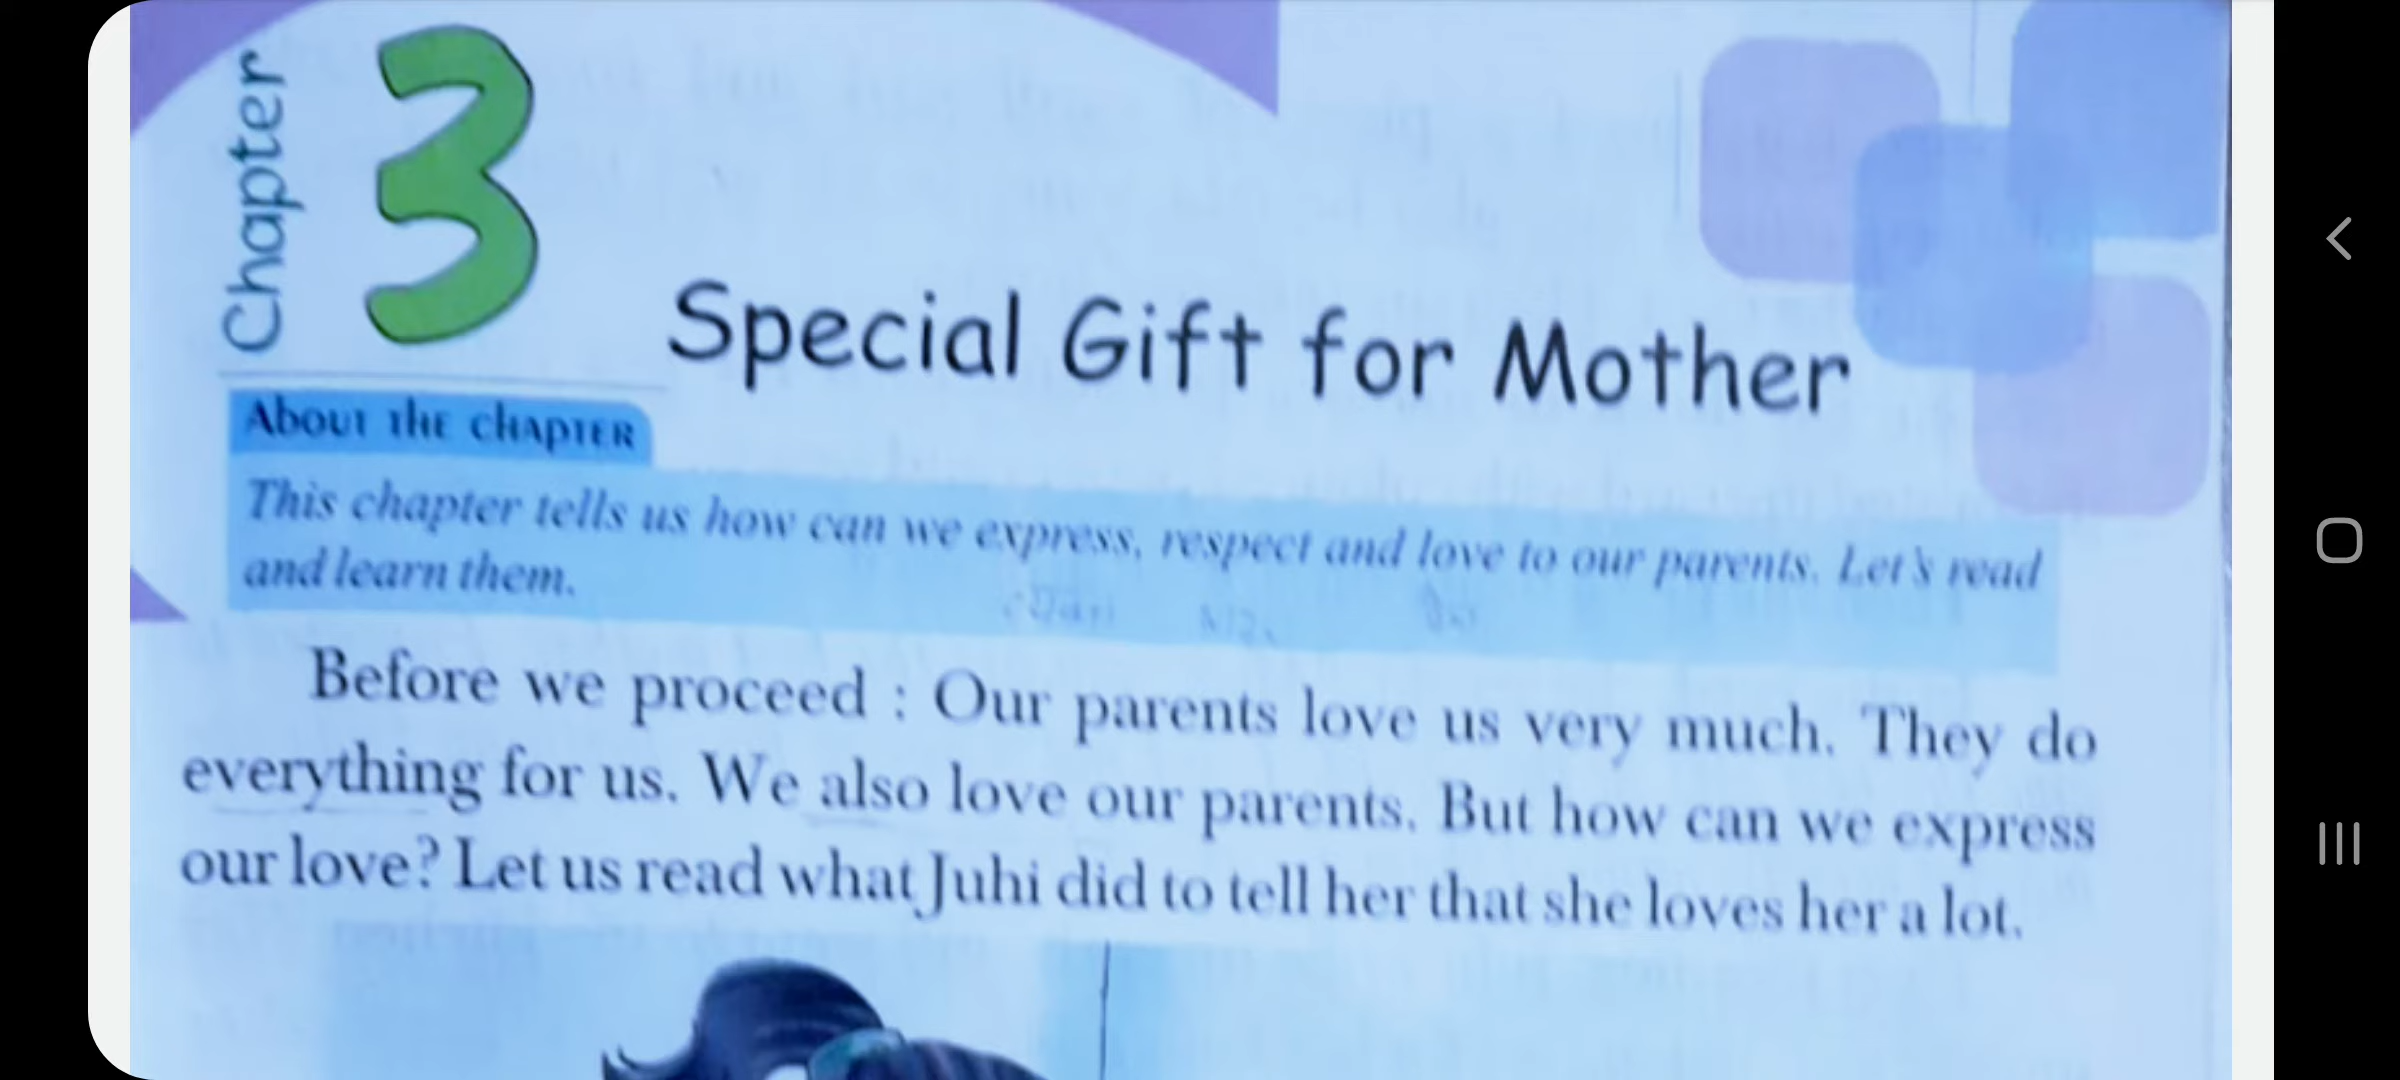 Chapter 3
Special Gift for Mother
About the chapter
This chapter tells us how can we express, respect and love to our parents. Let's read
and learn them.
Before we proceed : Our parents love us very much. They do
everything for us. We also love our parents. But how can we express
our love? Let us read what Juhi did to tell her that she loves her a lot.